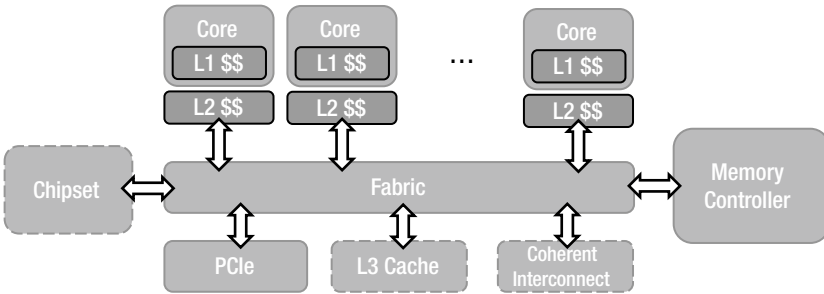 Core
L1 $$
L2 $$
Core
L1 $$
L2 $$
...
Core
L1 $$
L2 $$
Chipset
Fabric
Memory
Controller
PCIe
L3 Cache
Coherent
Interconnect